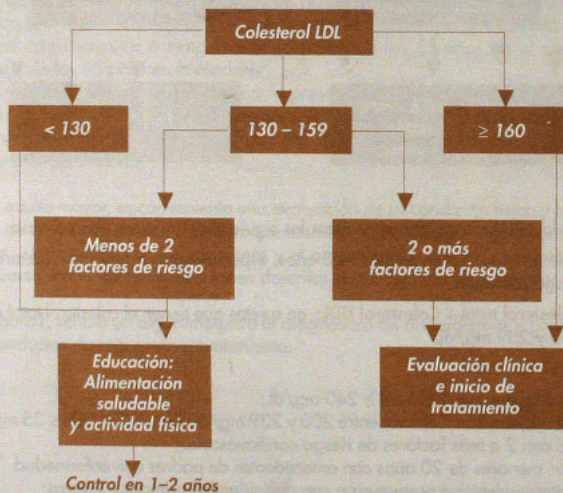 Colesterol LDL
< 130
130 – 159
≥ 160
Menos de 2
factores de riesgo
2 o más
factores de riesgo
Educación:
Alimentación
saludable
y actividad física
Evaluación clínica
e inicio de
tratamiento
Control en 1–2 años